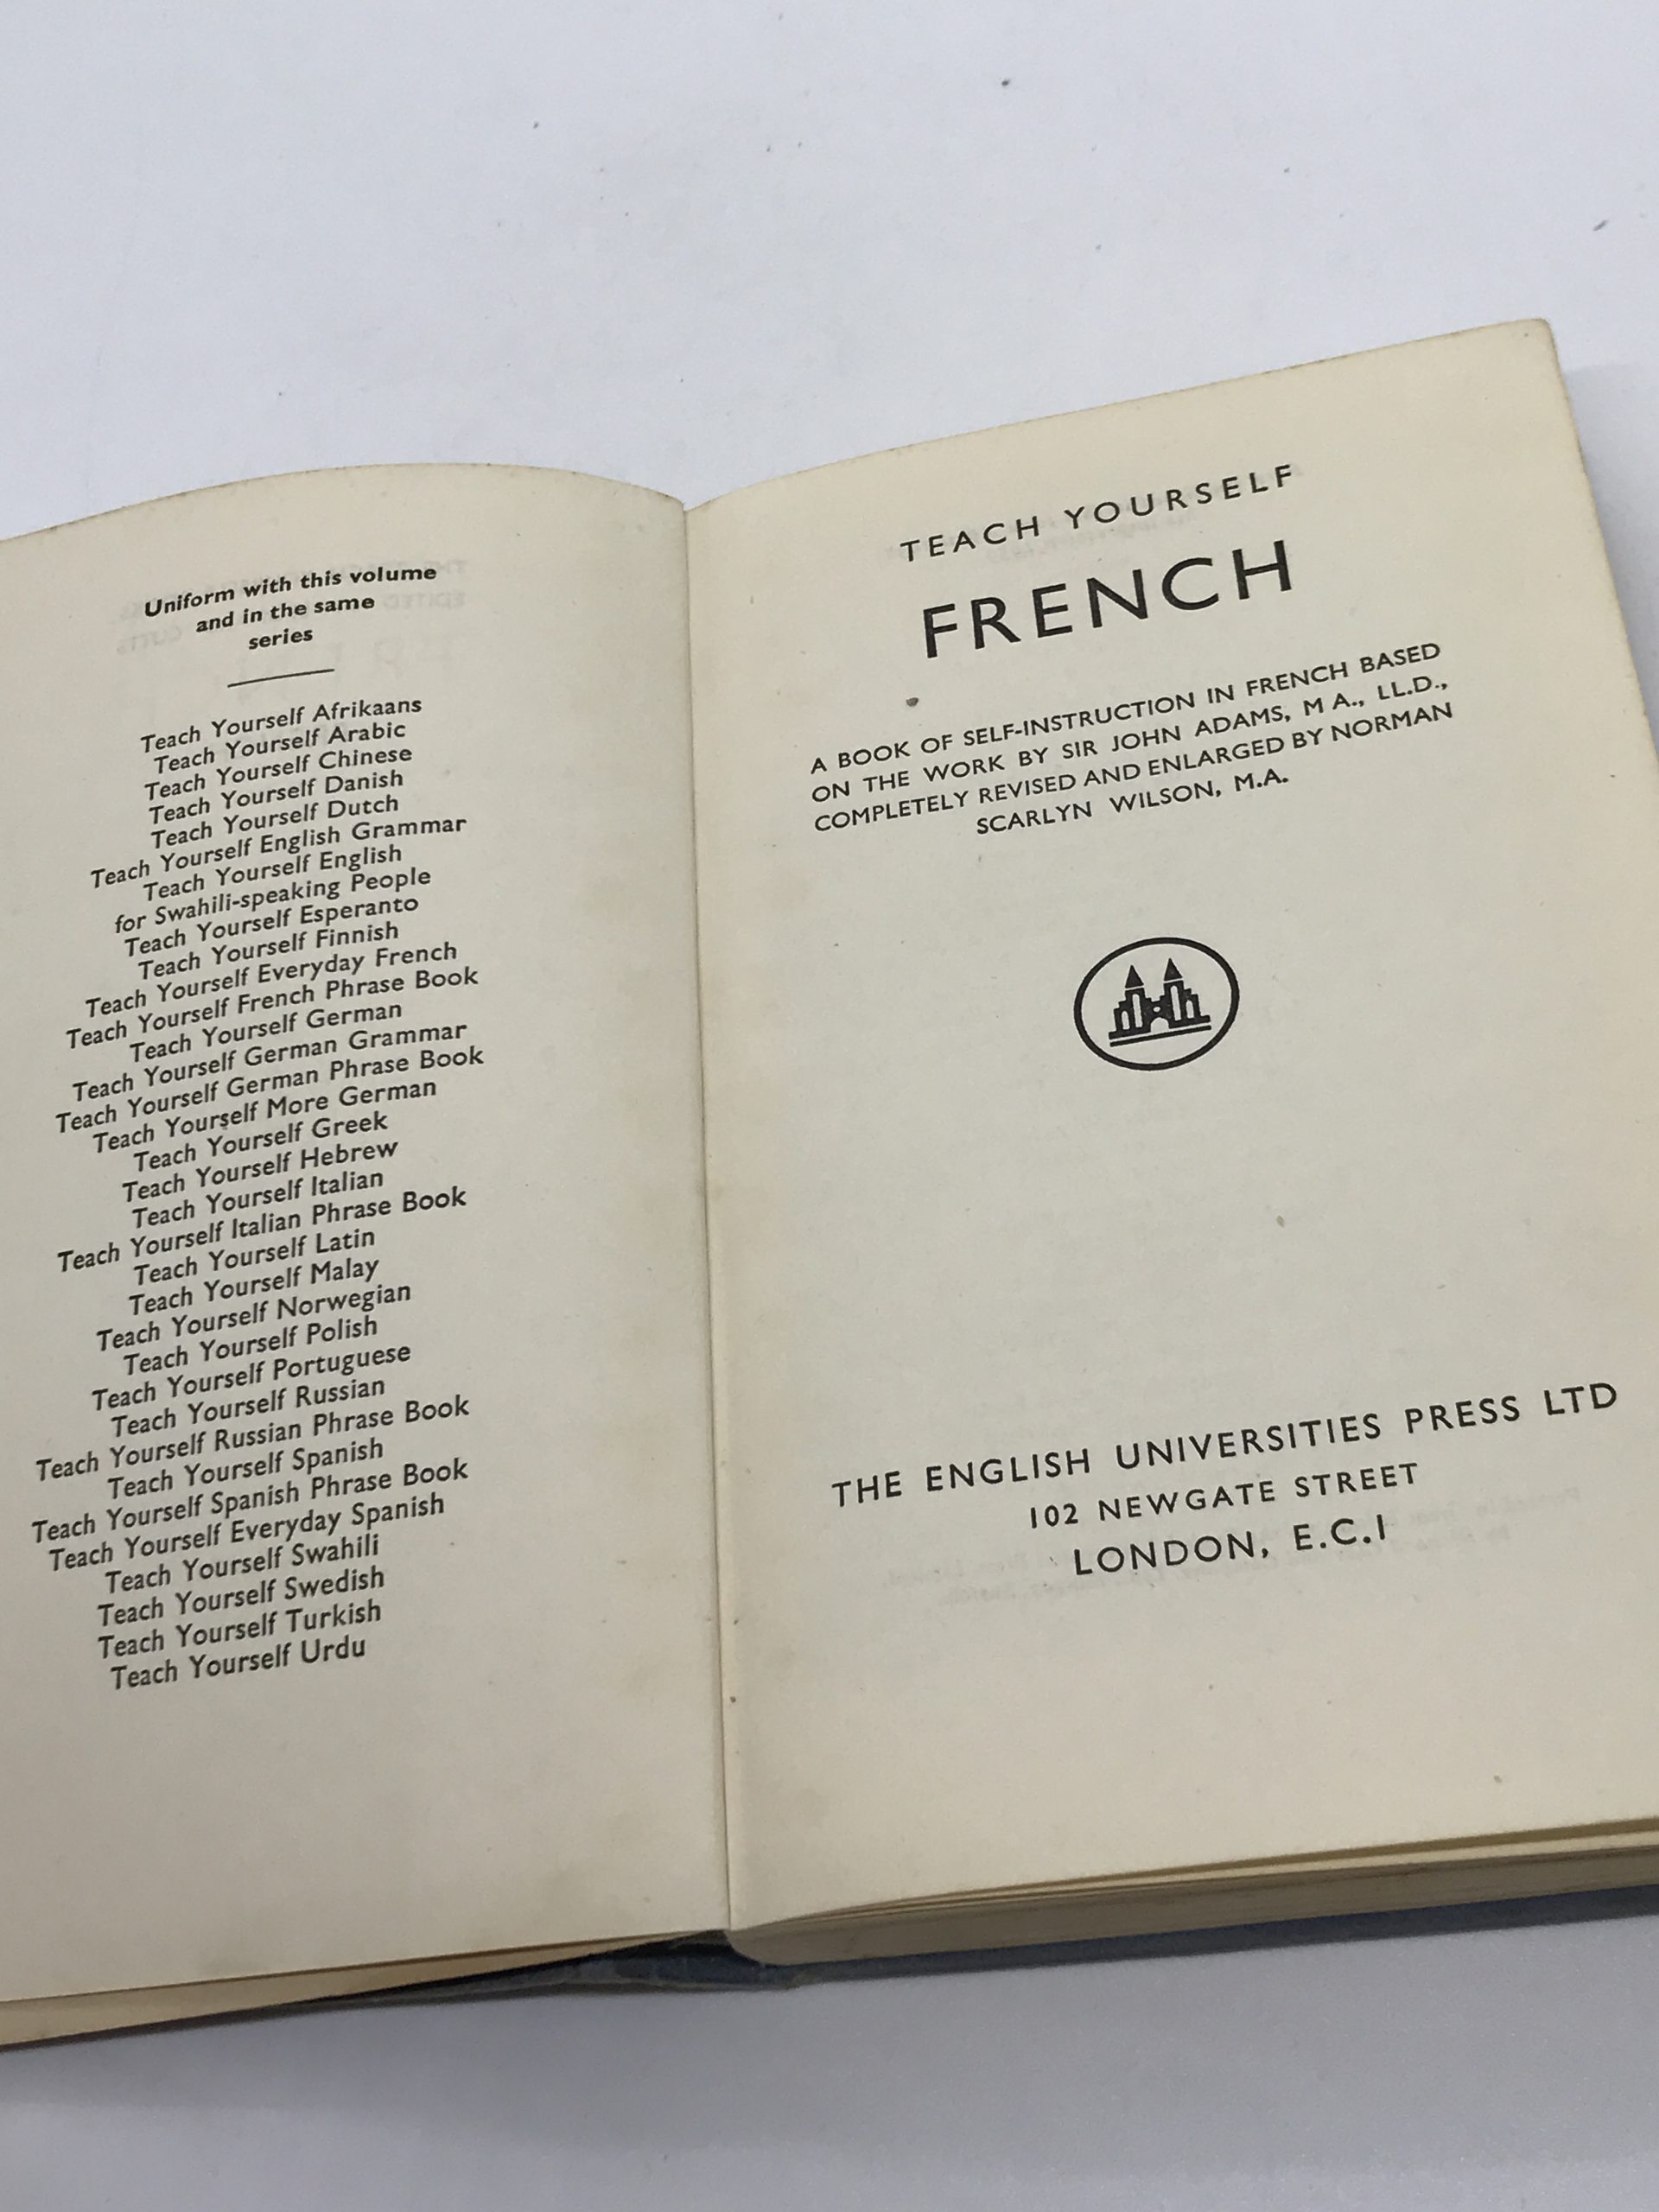 Uniform with this volume
and in the same
series
Teach Yourself Afrikaans
Teach Yourself Arabic
Teach Yourself Chinese
Teach Yourself Danish
Teach Yourself Dutch
Teach Yourself English Grammar
Teach Yourself English
for Swahili-speaking People
Teach Yourself Esperanto
Teach Yourself Finnish
Teach Yourself Everyday French
Teach Yourself French Phrase Book
Teach Yourself German
Teach Yourself German Grammar
Teach Yourself German Phrase Book
Teach Yourself More German
Teach Yourself Greek
Teach Yourself Hebrew
Teach Yourself Italian
Teach Yourself Italian Phrase Book
Teach Yourself Latin
Teach Yourself Malay
Teach Yourself Norwegian
Teach Yourself Polish
Teach Yourself Portuguese
Teach Yourself Russian
Teach Yourself Russian Phrase Book
Teach Yourself Spanish
Teach Yourself Spanish Phrase Book
Teach Yourself Everyday Spanish
Teach Yourself Swahili
Teach Yourself Swedish
Teach Yourself Turkish
Teach Yourself Urdu
TEACH YOURSELF
FRENCH
A BOOK OF SELF-INSTRUCTION IN FRENCH BASED
ON THE WORK BY SIR JOHN ADAMS, M A., LL.D.,
COMPLETELY REVISED AND ENLARGED BY NORMAN
SCARLYN WILSON, M.A.
THE ENGLISH UNIVERSITIES PRESS LTD
102 NEWGATE STREET
LONDON, E.C.1